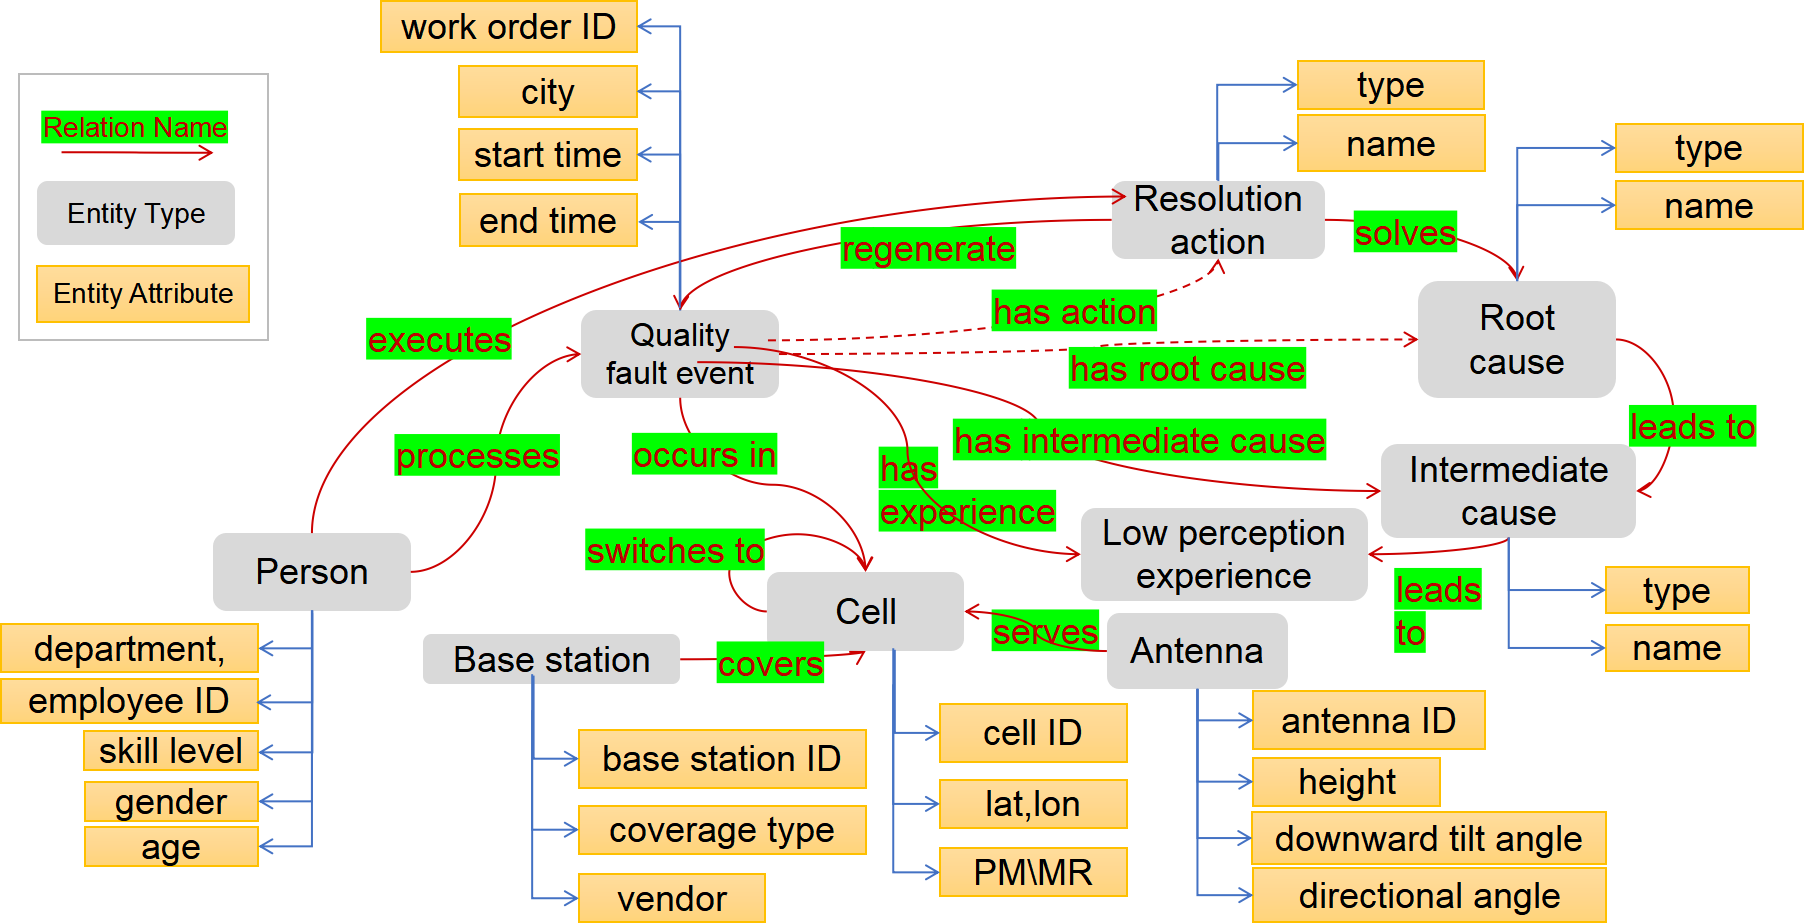 work order ID
city
start time
end time
Relation Name
Entity Type
Entity Attribute
type
name
type
name
Resolution
action
regenerate
solves
executes
has action
Quality
fault event
Root
cause
has root cause
processes
occurs in
has intermediate cause
leads to
has
experience
Intermediate
cause
Low perception
experience
switches to
Person
Cell
leads
to
type
name
serves
Antenna
Base station
covers
department,
employee ID
skill level
gender
age
base station ID
coverage type
vendor
cell ID
lat,lon
PM\MR
antenna ID
height
downward tilt angle
directional angle